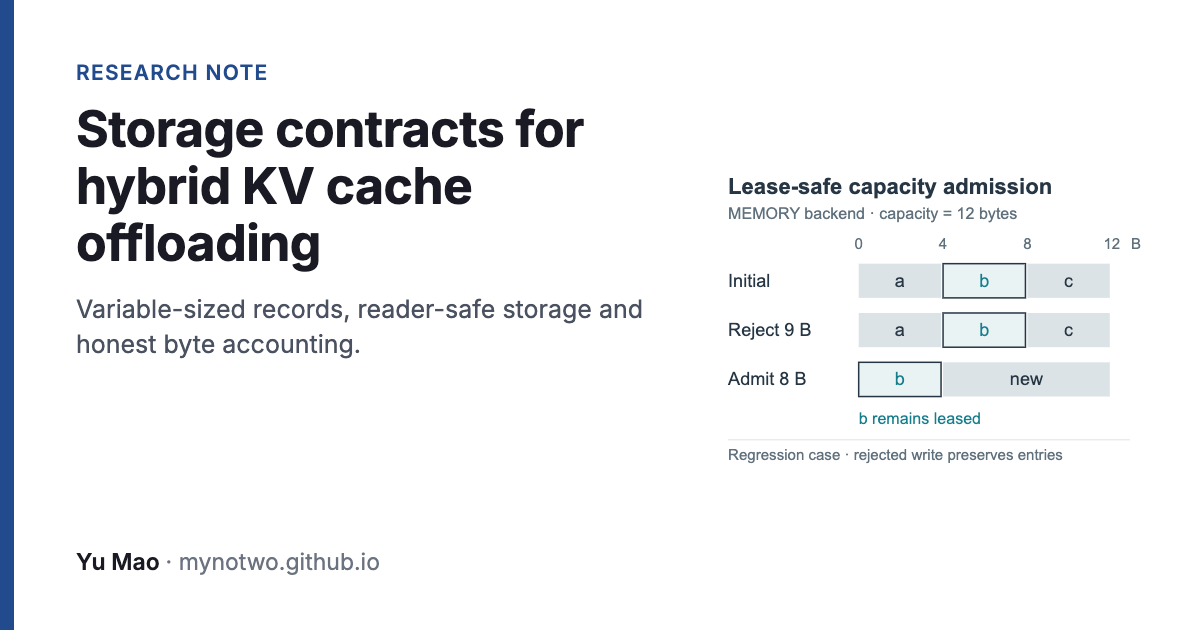 RESEARCH NOTE
Storage contracts for
hybrid KV cache
offloading
Variable-sized records, reader-safe storage and
honest byte accounting.
Yu Mao · mynotwo.github.io
Lease-safe capacity admission
MEMORY backend · capacity = 12 bytes
0 4 8 12 B
Initial a b c
Reject 9 B a b c
Admit 8 B b new
b remains leased
Regression case · rejected write preserves entries